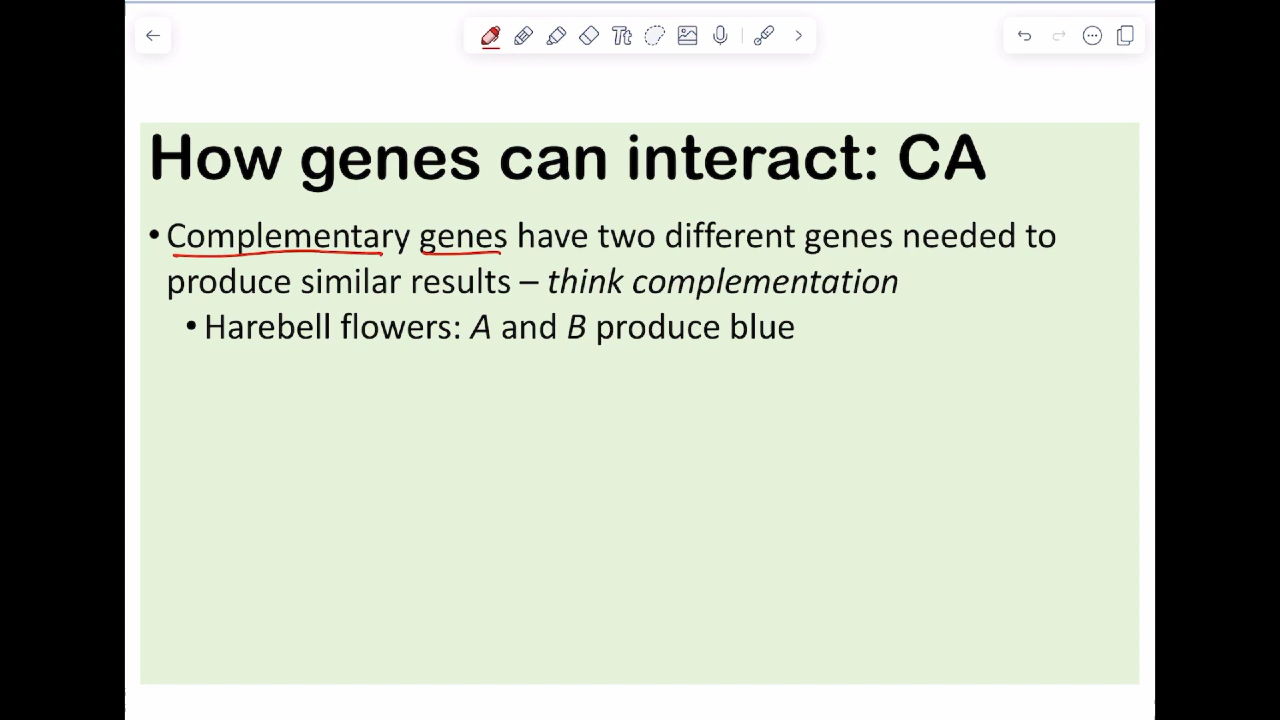 Tt
How genes can interact: CA
• Complementary genes have two different genes needed to
produce similar results – think complementation
• Harebell flowers: A and B produce blue